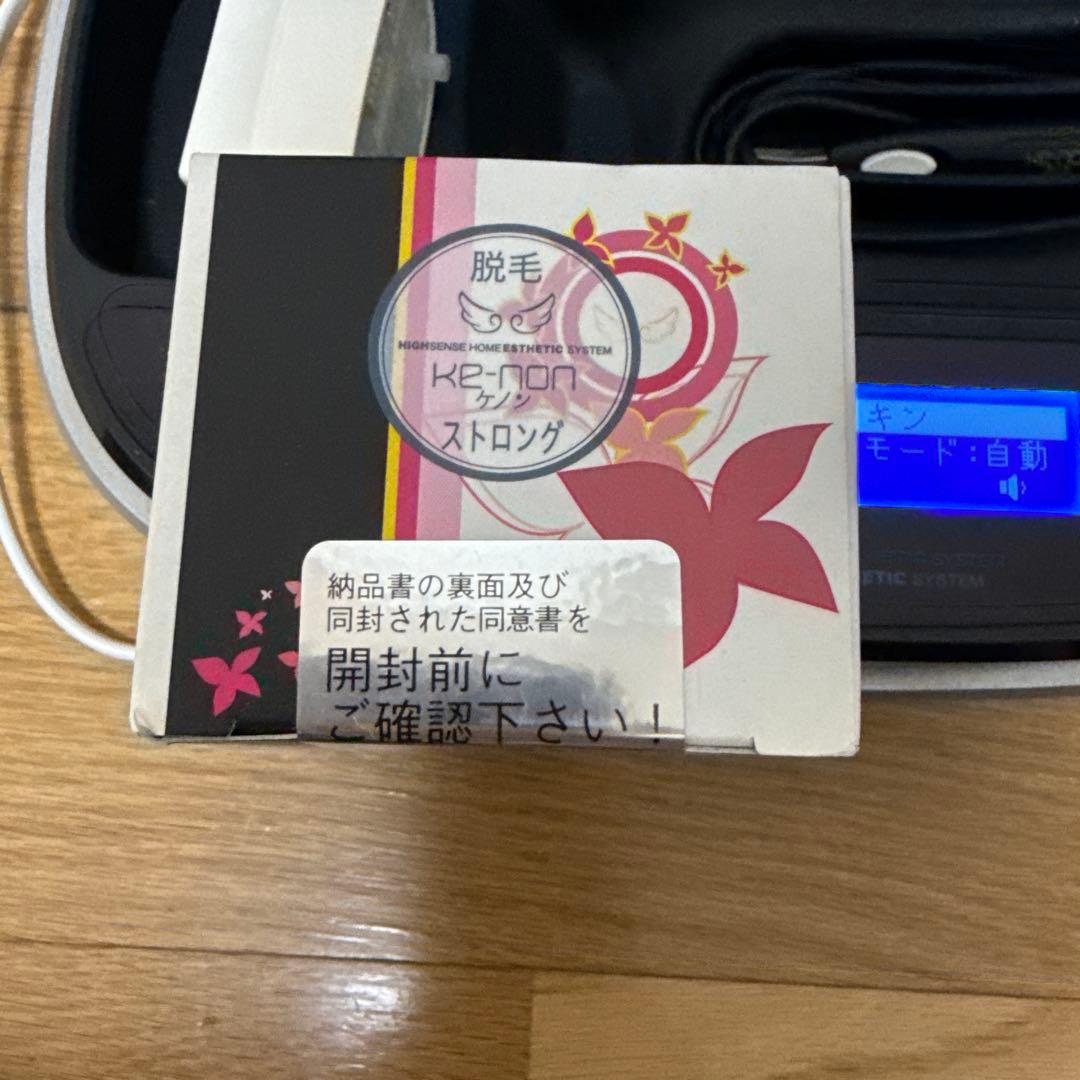 脱毛
HIGHSENSE HOME ESTHETIC SYSTEM
Ke-non
ケノン
ストロング
納品書の裏面及び
同封された同意書を
開封前に
ご確認下さい！
キン
モード:自動
ETIC SYSTEM